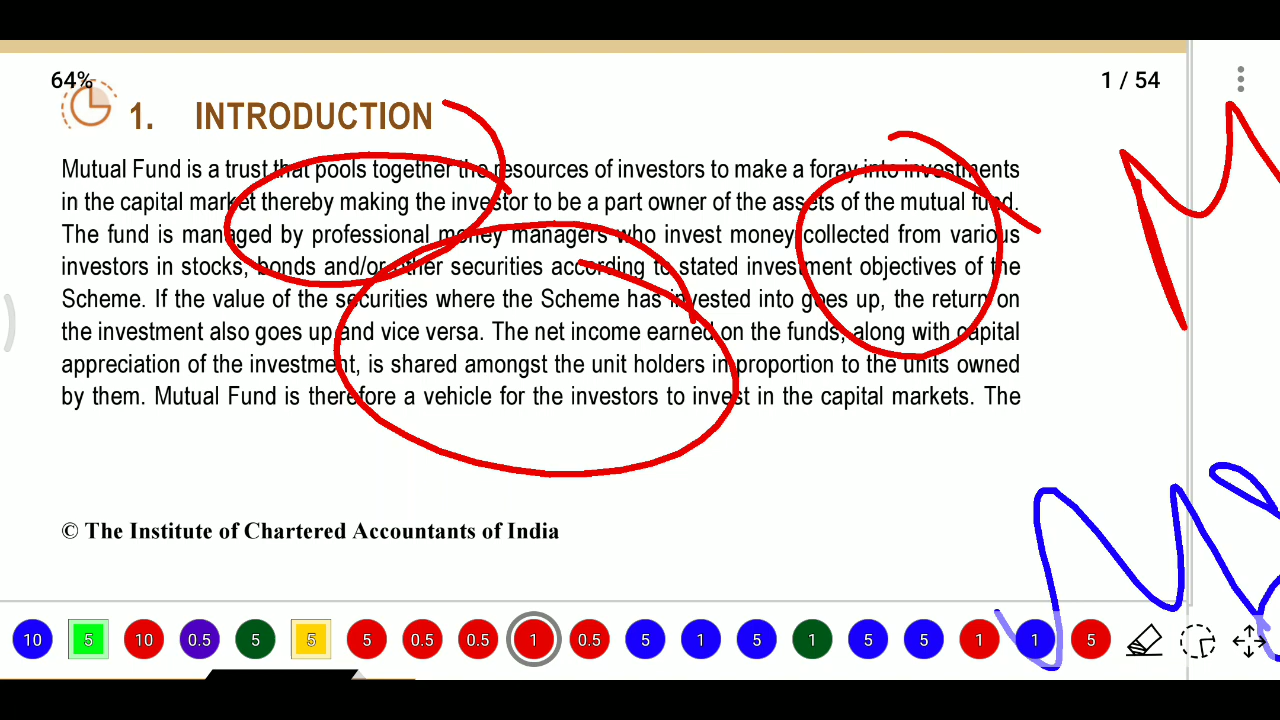 64%
1 / 54
1. INTRODUCTION
Mutual Fund is a trust that pools together the resources of investors to make a foray into investments
in the capital market thereby making the investor to be a part owner of the assets of the mutual fund.
The fund is managed by professional money managers who invest money collected from various
investors in stocks, bonds and/or other securities according to stated investment objectives of the
Scheme. If the value of the securities where the Scheme has invested into goes up, the return on
the investment also goes up and vice versa. The net income earned on the funds, along with capital
appreciation of the investment, is shared amongst the unit holders in proportion to the units owned
by them. Mutual Fund is therefore a vehicle for the investors to invest in the capital markets. The
© The Institute of Chartered Accountants of India
10 5 10 0.5 5 5 5 0.5 0.5 1 0.5 5 1 5 1 5 5 1 1 5